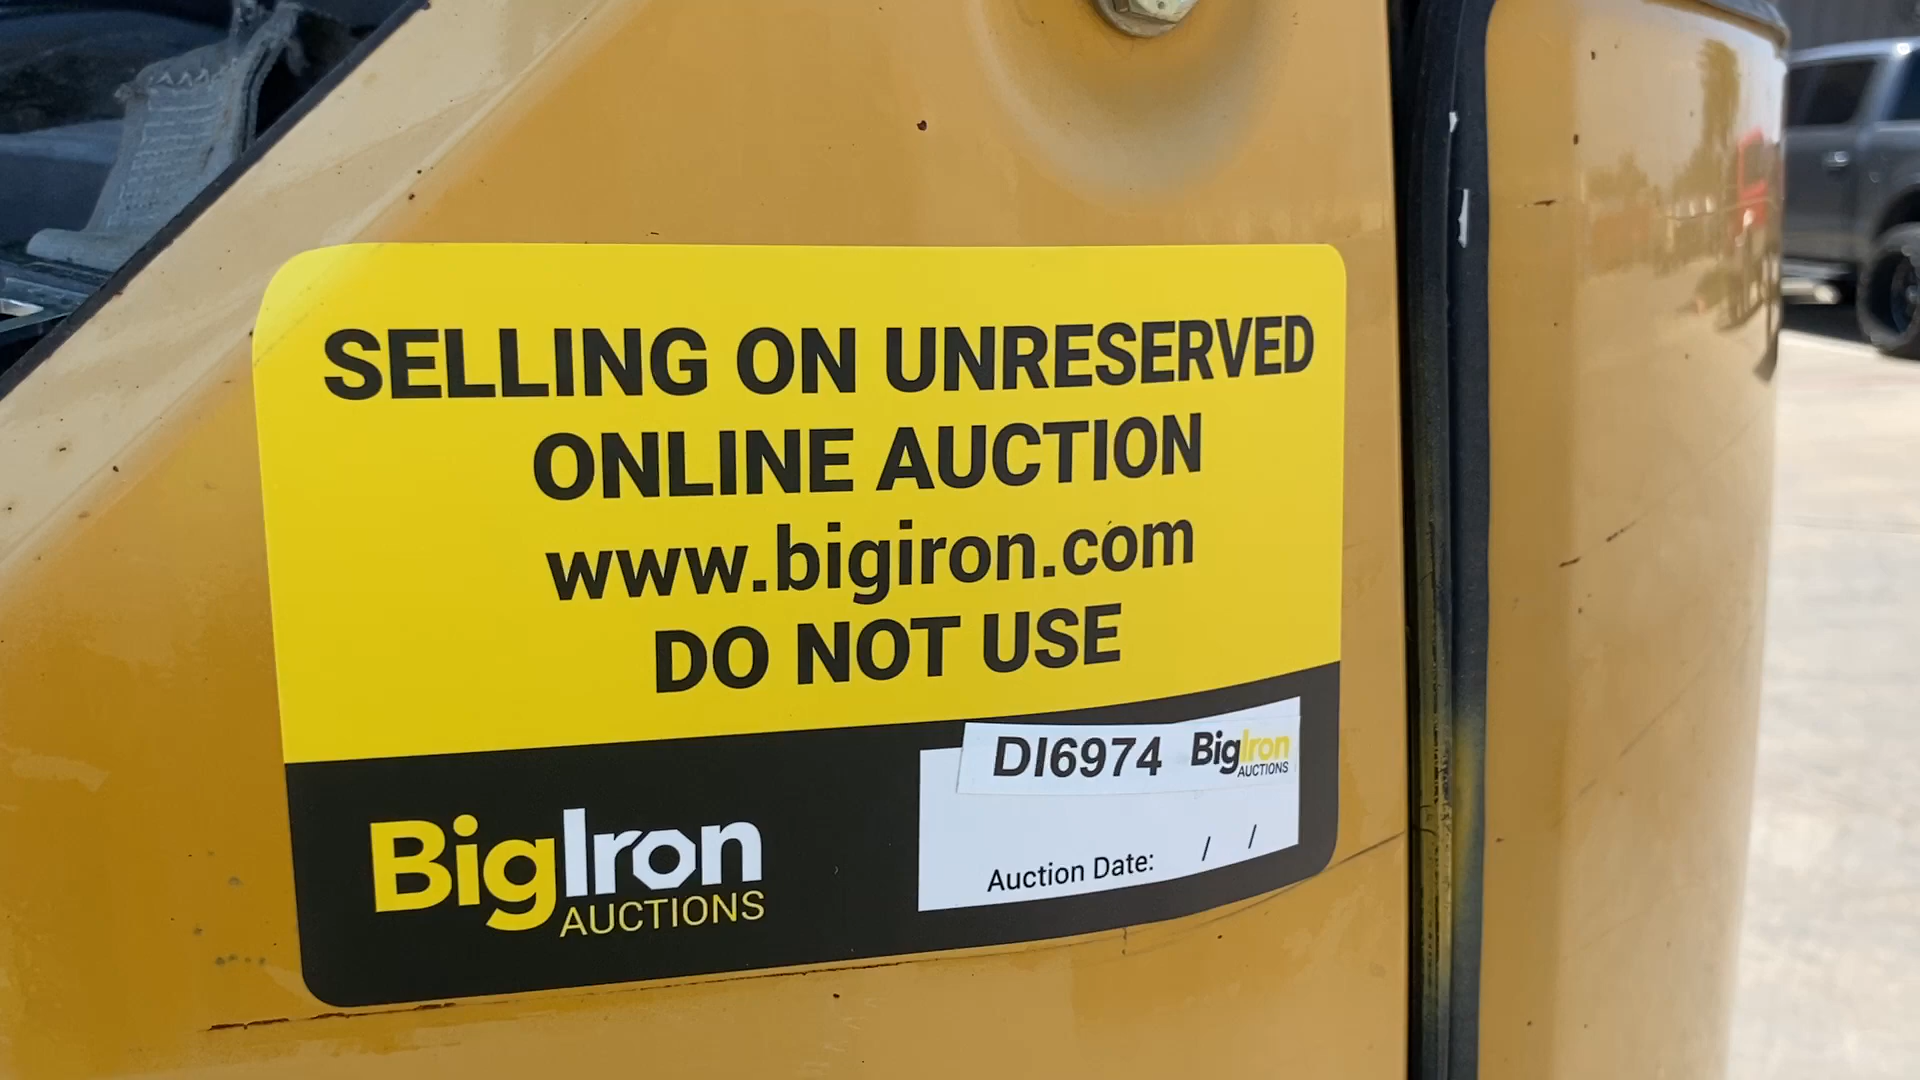 SELLING ON UNRESERVED
ONLINE AUCTION
www.bigiron.com
DO NOT USE
DI6974 BigIron
AUCTIONS
Auction Date: / /
BigIron
AUCTIONS